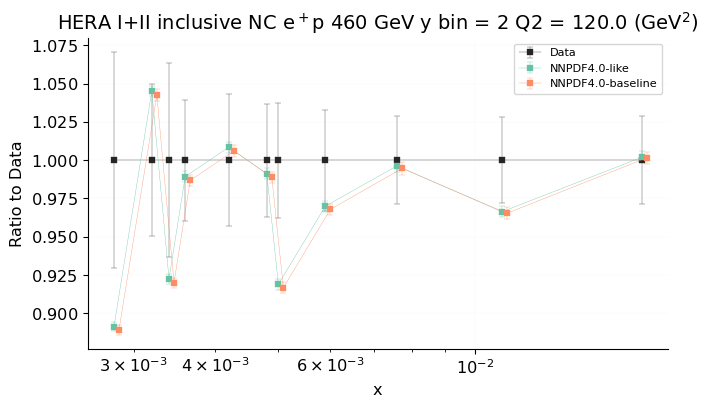 HERA I+II inclusive NC e⁺p 460 GeV y bin = 2 Q2 = 120.0 (GeV²)
Data
NNPDF4.0-like
NNPDF4.0-baseline
Ratio to Data
1.075
1.050
1.025
1.000
0.975
0.950
0.925
0.900
3 × 10⁻³
4 × 10⁻³
6 × 10⁻³
10⁻²
x